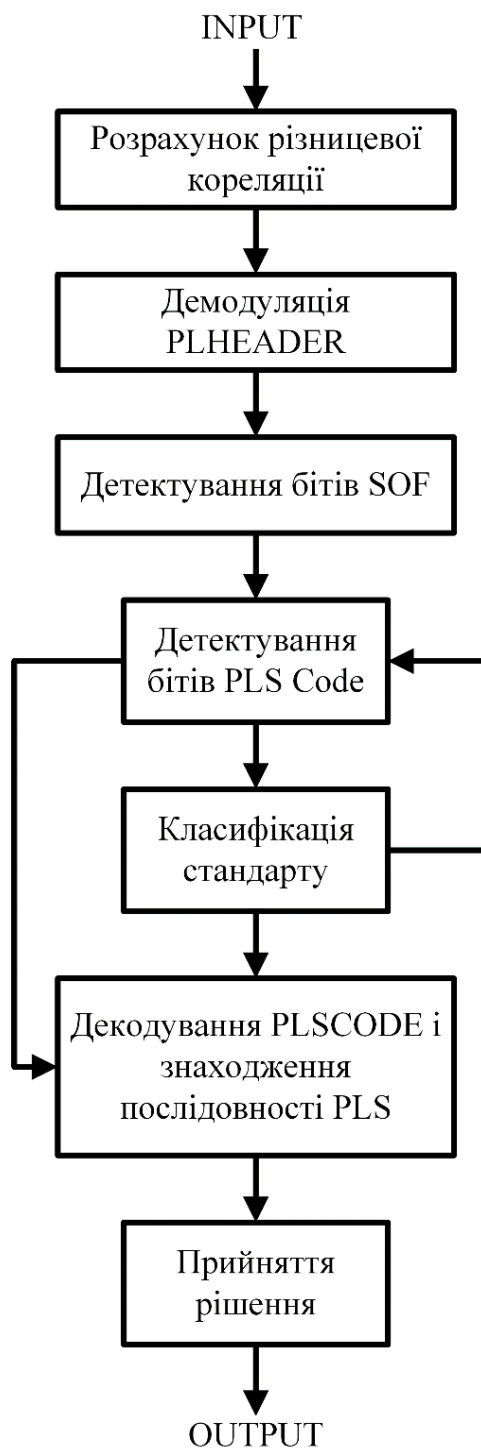 INPUT
Розрахунок різницевої
кореляції
Демодуляція
PLHEADER
Детектування бітів SOF
Детектування
бітів PLS Code
Класифікація
стандарту
Декодування PLSCODE і
знаходження
послідовності PLS
Прийняття
рішення
OUTPUT